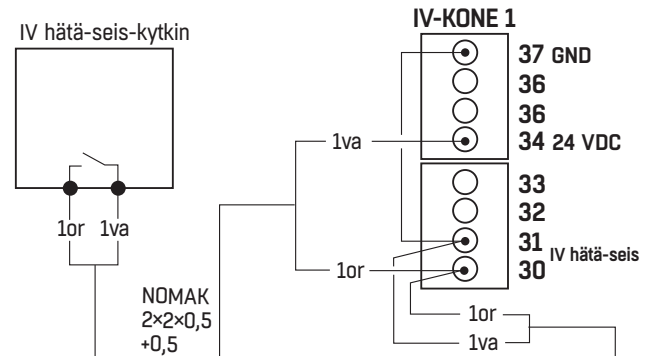 IV hätä-seis-kytkin
1or 1va
NOMAK
2×2×0,5
+0,5
IV-KONE 1
37 GND
36
36
34 24 VDC
33
32
31
IV hätä-seis
30
1va
1or
1or
1va